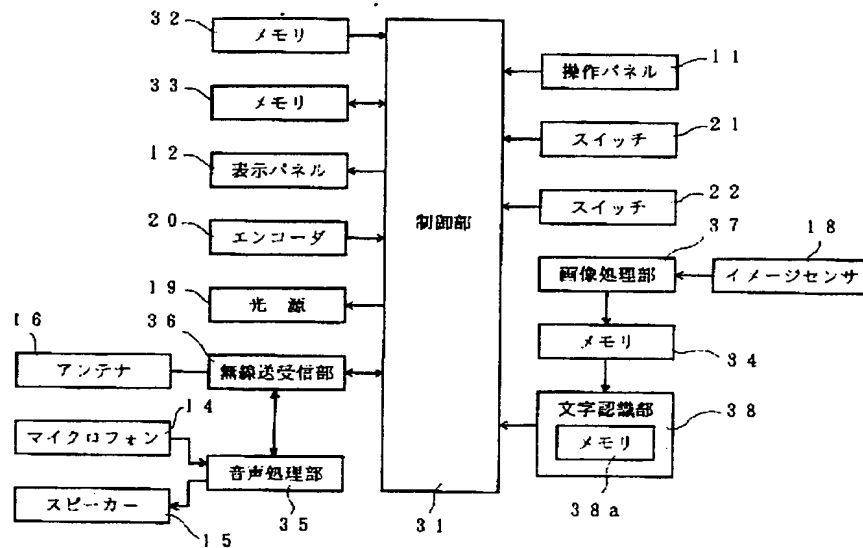 ３２
メモリ
３３
メモリ
１２
表示パネル
２０
エンコーダ
１９
光 源
３６
無線送受信部
１６
アンテナ
１４
マイクロフォン
音声処理部
３５
スピーカー
１５
制御部
３１
操作パネル
１１
スイッチ
２１
スイッチ
２２
３７
画像処理部
１８
イメージセンサ
メモリ
３４
文字認識部
３８
メモリ
３８ａ